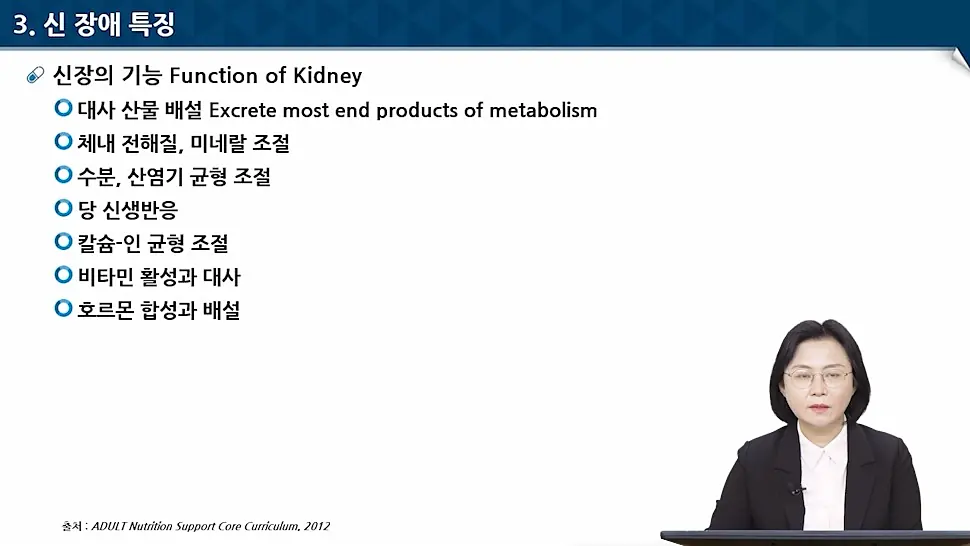 3. 신 장애 특징
신장의 기능 Function of Kidney
대사 산물 배설 Excrete most end products of metabolism
체내 전해질, 미네랄 조절
수분, 산염기 균형 조절
당 신생반응
칼슘-인 균형 조절
비타민 활성과 대사
호르몬 합성과 배설
출처 : ADULT Nutrition Support Core Curriculum, 2012